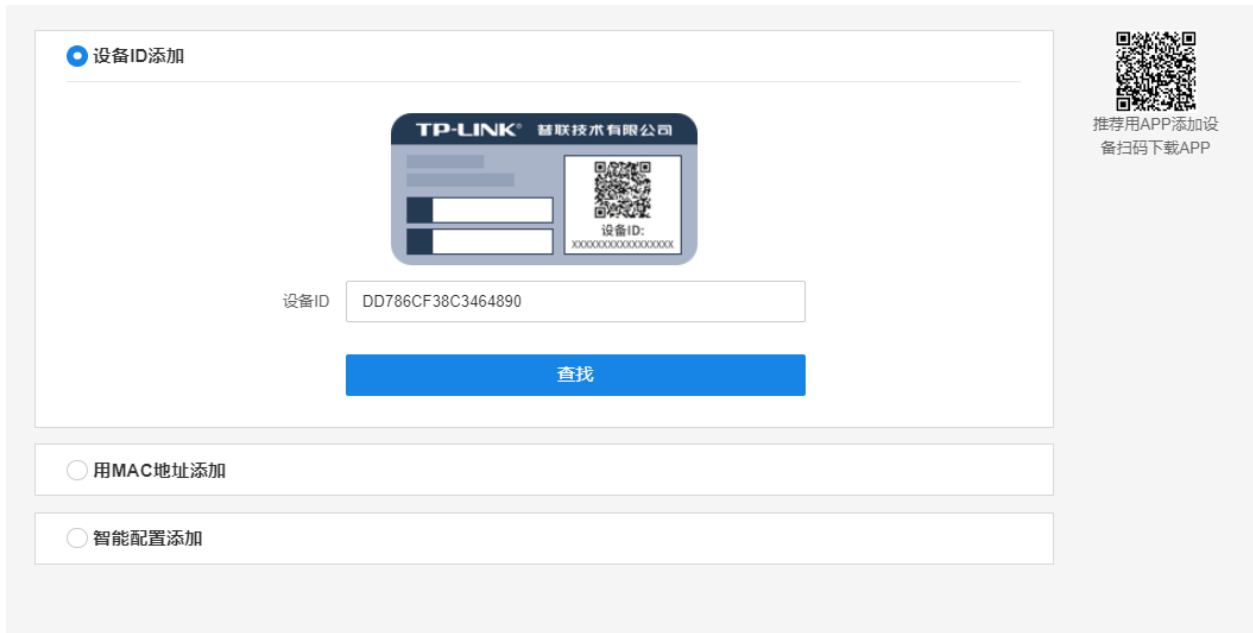 设备ID添加
TP-LINK® 普联技术有限公司
设备ID:
XXXXXXXXXXXXXXXXX
设备ID DD786CF38C3464890
查找
用MAC地址添加
智能配置添加
推荐用APP添加设
备扫码下载APP